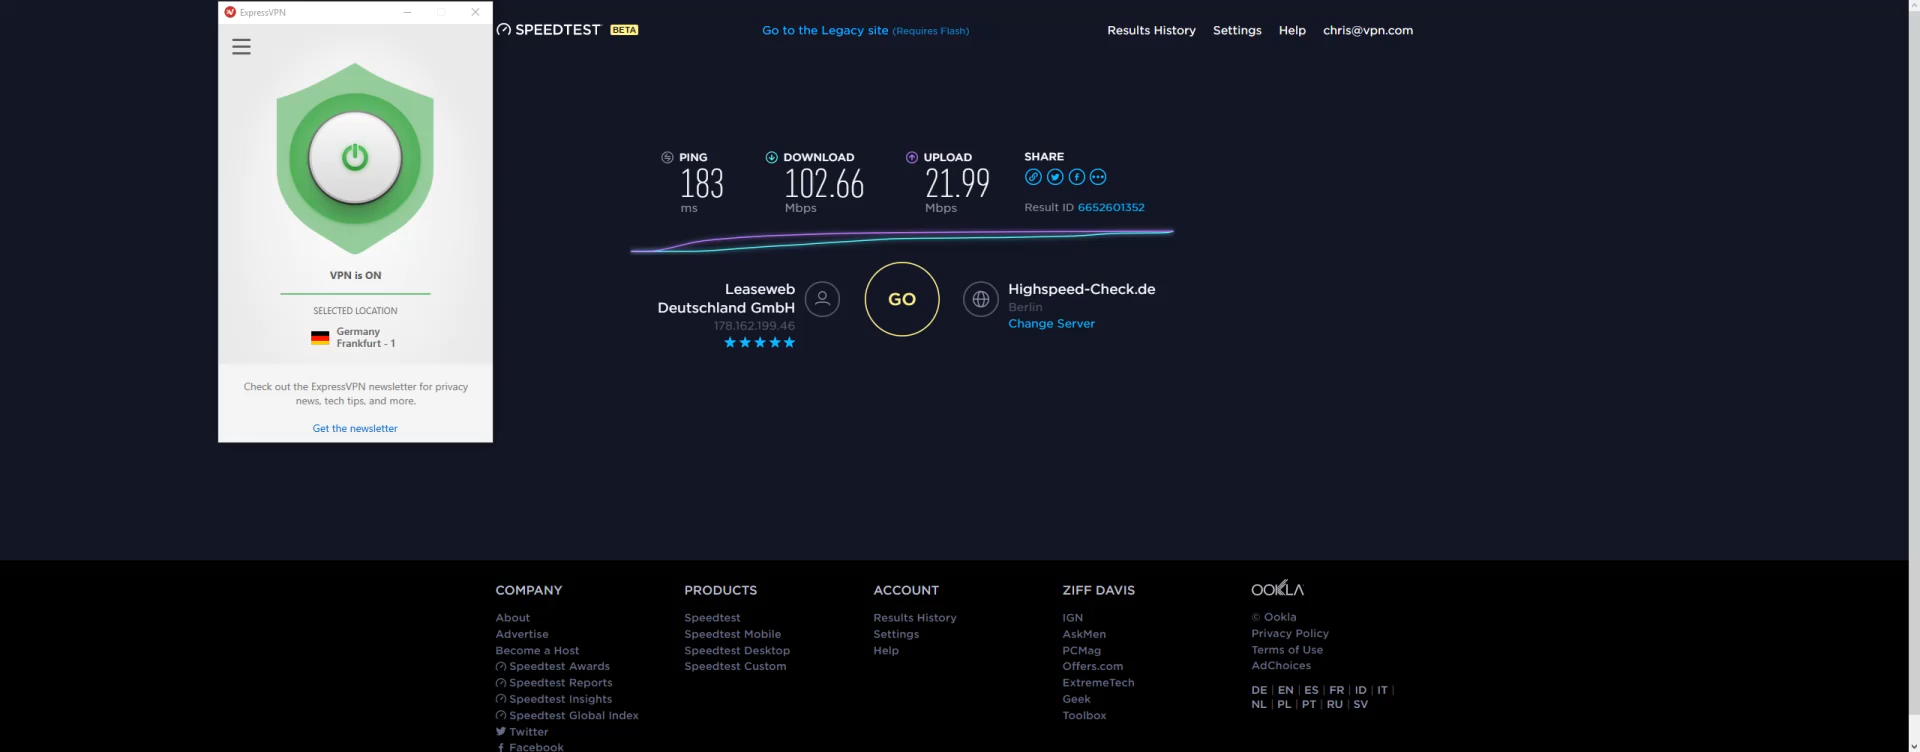 ExpressVPN
VPN is ON
SELECTED LOCATION
Germany
Frankfurt - 1
Check out the ExpressVPN newsletter for privacy
news, tech tips, and more.
Get the newsletter
SPEEDTEST BETA
Go to the Legacy site (Requires Flash)
Results History Settings Help chris@vpn.com
PING DOWNLOAD UPLOAD SHARE
183 102.66 21.99
ms Mbps Mbps
Result ID 6652601352
Leaseweb
Deutschland GmbH
178.162.199.46
GO
Highspeed-Check.de
Berlin
Change Server
COMPANY
About
Advertise
Become a Host
Speedtest Awards
Speedtest Reports
Speedtest Insights
Speedtest Global Index
Twitter
Facebook
PRODUCTS
Speedtest
Speedtest Mobile
Speedtest Desktop
Speedtest Custom
ACCOUNT
Results History
Settings
Help
ZIFF DAVIS
IGN
AskMen
PCMag
Offers.com
ExtremeTech
Geek
Toolbox
OOKLA
© Ookla
Privacy Policy
Terms of Use
AdChoices
DE | EN | ES | FR | ID | IT |
NL | PL | PT | RU | SV